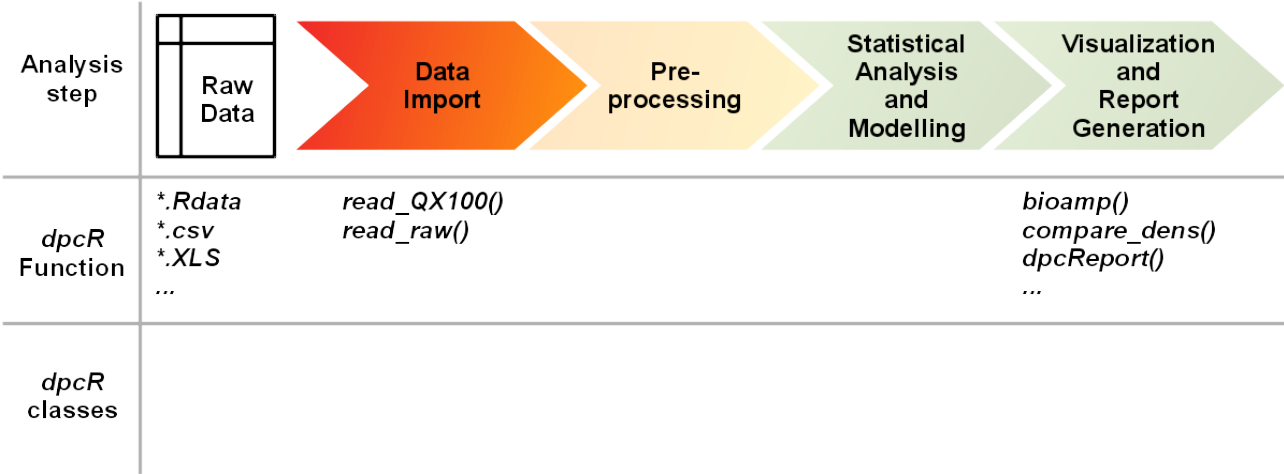 Analysis
step
Raw
Data
Data
Import
Pre-
processing
Statistical
Analysis
and
Modelling
Visualization
and
Report
Generation
dpcR
Function
*.Rdata
*.csv
*.XLS
...
read_QX100()
read_raw()
bioamp()
compare_dens()
dpcReport()
...
dpcR
classes